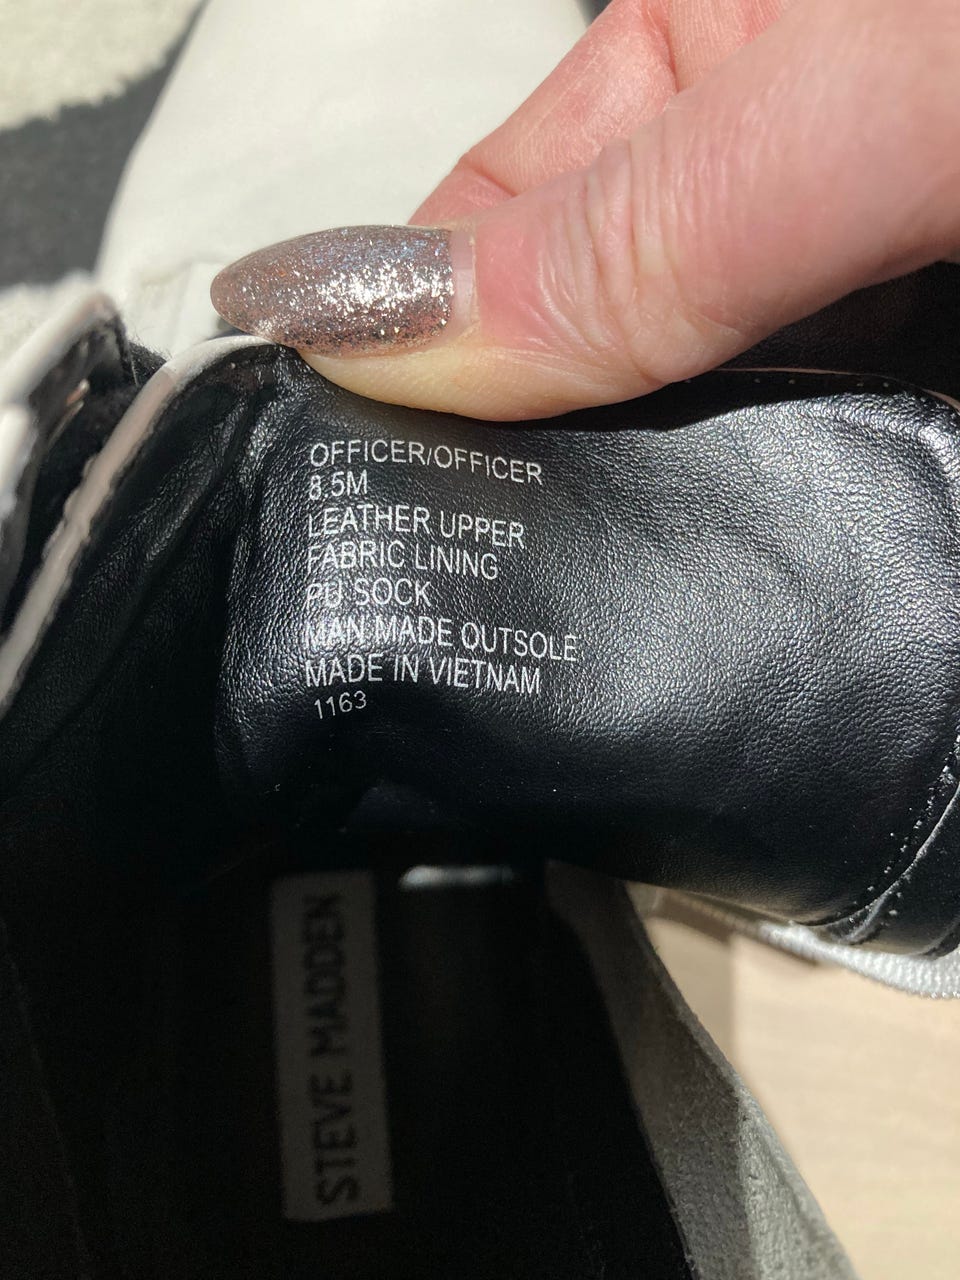 OFFICER/OFFICER
8.5M
LEATHER UPPER
FABRIC LINING
PU SOCK
MAN MADE OUTSOLE
MADE IN VIETNAM
1163
STEVE MADDEN